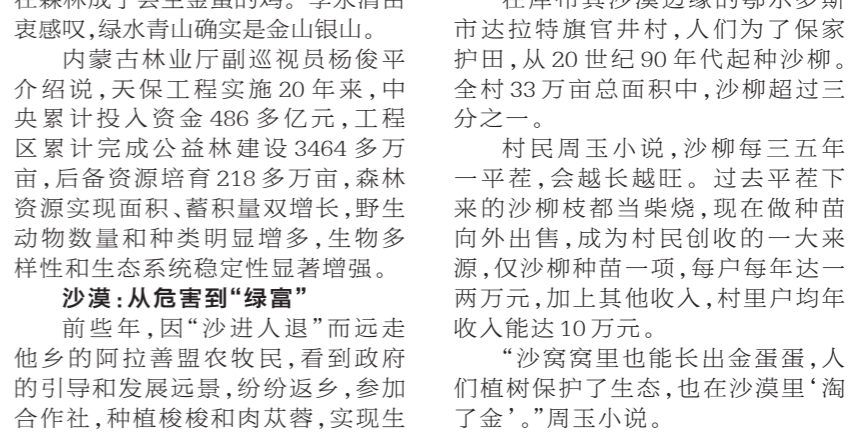 衷感叹,绿水青山确实是金山银山。
内蒙古林业厅副巡视员杨俊平
介绍说,天保工程实施20年来,中
央累计投入资金486多亿元,工程
区累计完成公益林建设3464多万
亩,后备资源培育218多万亩,森林
资源实现面积、蓄积量双增长,野生
动物数量和种类明显增多,生物多
样性和生态系统稳定性显著增强。
沙漠:从危害到“绿富”
前些年,因“沙进人退”而远走
他乡的阿拉善盟农牧民,看到政府
的引导和发展远景,纷纷返乡,参加
合作社,种植梭梭和肉苁蓉,实现生
在库布其沙漠边缘的鄂尔多斯
市达拉特旗官井村,人们为了保家
护田,从20世纪90年代起种沙柳。
全村33万亩总面积中,沙柳超过三
分之一。
村民周玉小说,沙柳每三五年
一平茬,会越长越旺。过去平茬下
来的沙柳枝都当柴烧,现在做种苗
向外出售,成为村民创收的一大来
源,仅沙柳种苗一项,每户每年达一
两万元,加上其他收入,村里户均年
收入能达10万元。
“沙窝窝里也能长出金蛋蛋,人
们植树保护了生态,也在沙漠里‘淘
了金’。”周玉小说。